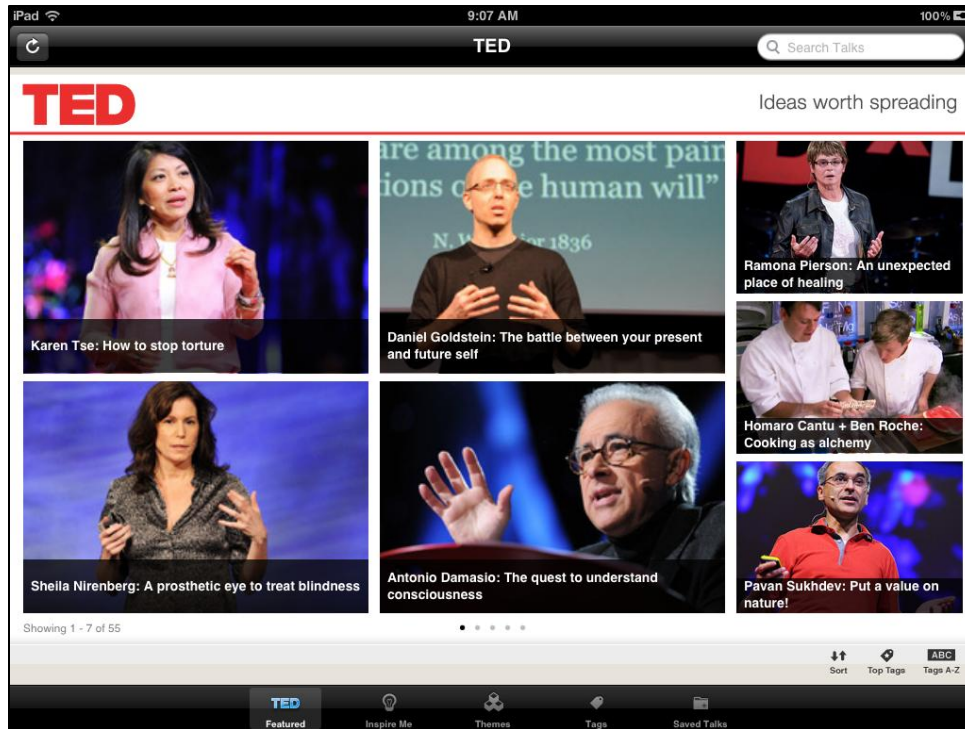 iPad 9:07 AM 100%
TED
Search Talks
TED Ideas worth spreading
are among the most pain
tions of the human will”
1836
Karen Tse: How to stop torture
Daniel Goldstein: The battle between your present
and future self
Ramona Pierson: An unexpected
place of healing
Homaro Cantu + Ben Roche:
Cooking as alchemy
Sheila Nirenberg: A prosthetic eye to treat blindness
Antonio Damasio: The quest to understand
consciousness
Pavan Sukhdev: Put a value on
nature!
Showing 1 - 7 of 55
ABC
Sort Top Tags Tags A-Z
TED
Featured Inspire Me Themes Tags Saved Talks